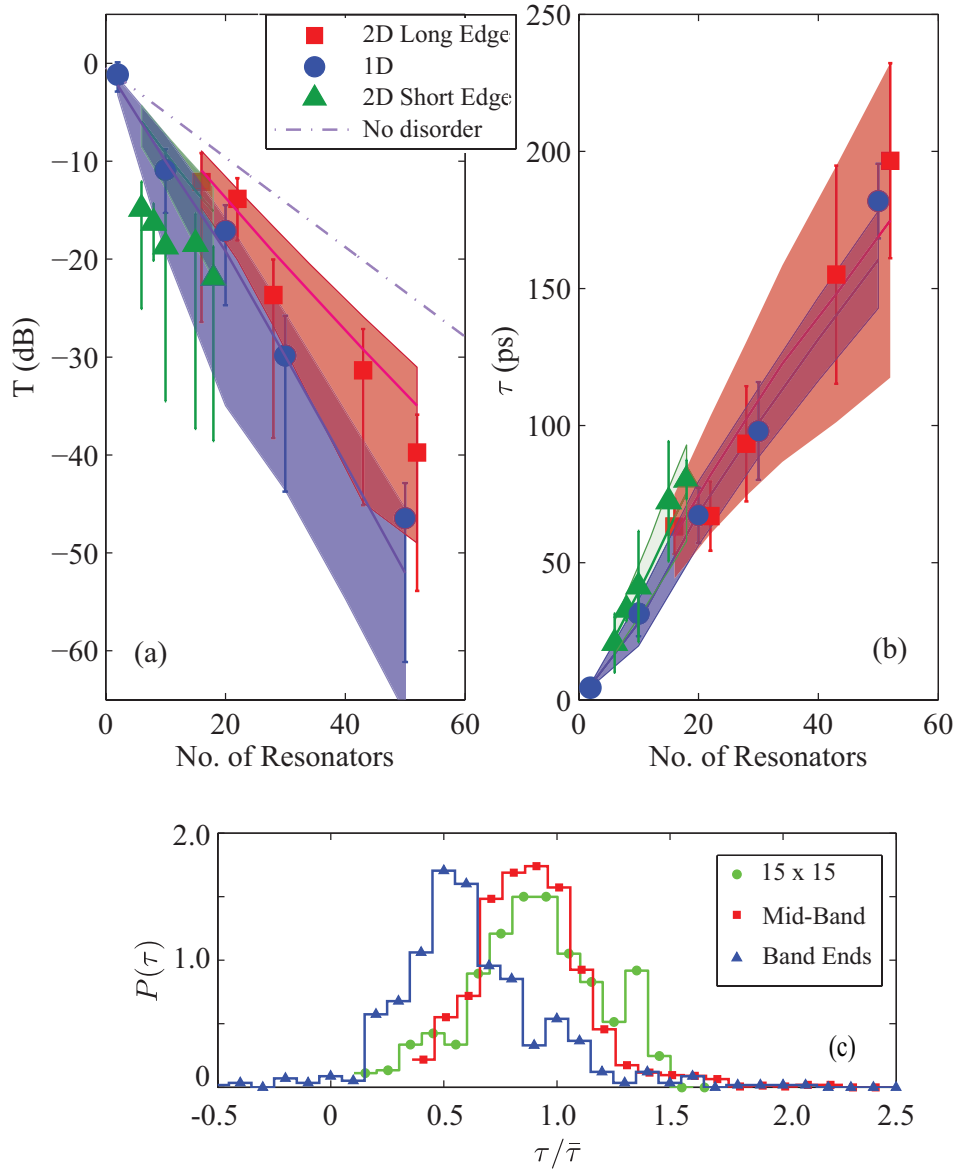 2D Long Edge
1D
2D Short Edge
No disorder
0
−10
−20
−30
−40
−50
−60
T (dB)
(a)
0 20 40 60
No. of Resonators
250
200
150
100
50
0
τ (ps)
(b)
0 20 40 60
No. of Resonators
2.0
1.0
0
P(τ)
15 x 15
Mid-Band
Band Ends
(c)
-0.5 0 0.5 1.0 1.5 2.0 2.5
τ/τ̄